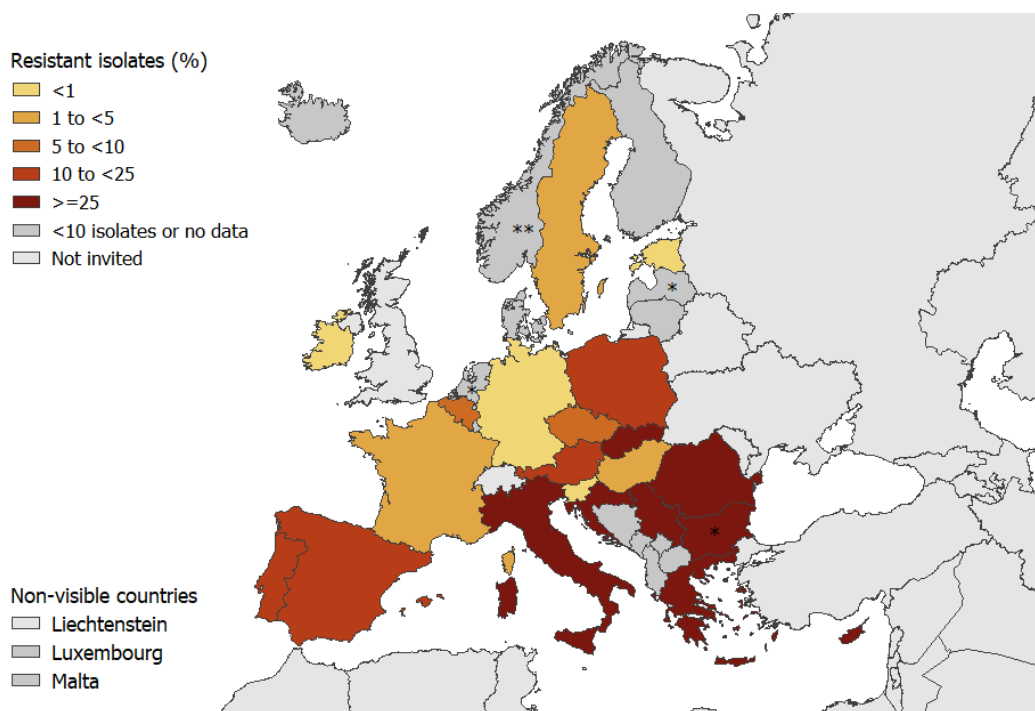 Resistant isolates (%)
<1
1 to <5
5 to <10
10 to <25
>=25
<10 isolates or no data
Not invited
**
*
*
*
Non-visible countries
Liechtenstein
Luxembourg
Malta